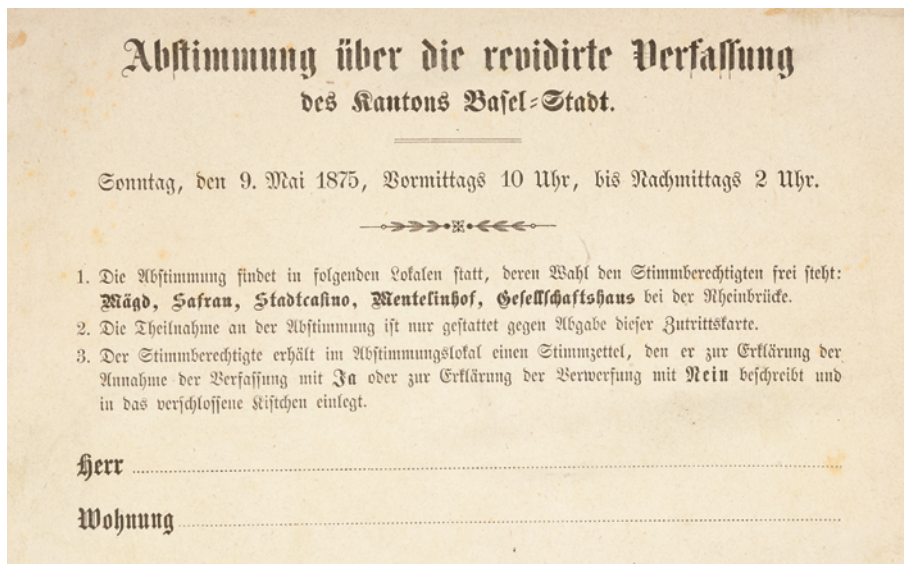 Abstimmung über die revidirte Verfassung
des Kantons Basel-Stadt.
Sonntag, den 9. Mai 1875, Vormittags 10 Uhr, bis Nachmittags 2 Uhr.
1. Die Abstimmung findet in folgenden Lokalen statt, deren Wahl den Stimmberechtigten frei steht:
Mägd, Safran, Stadtcasino, Mentelinhof, Gesellschaftshaus bei der Rheinbrücke.
2. Die Theilnahme an der Abstimmung ist nur gestattet gegen Abgabe dieser Zutrittskarte.
3. Der Stimmberechtigte erhält im Abstimmungslokal einen Stimmzettel, den er zur Erklärung der
Annahme der Verfassung mit Ja oder zur Erklärung der Verwerfung mit Nein beschreibt und
in das verschlossene Kistchen einlegt.
Herr
Wohnung